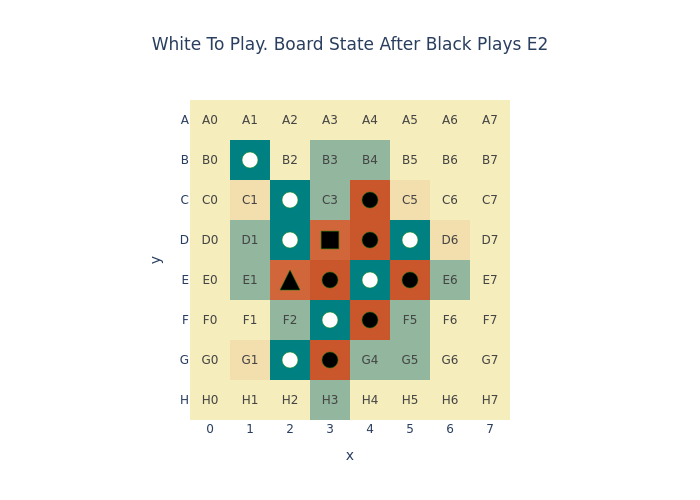 White To Play. Board State After Black Plays E2
A A0 A1 A2 A3 A4 A5 A6 A7
B B0 B2 B3 B4 B5 B6 B7
C C0 C1 C3 C5 C6 C7
D D0 D1 D6 D7
y
E E0 E1 E6 E7
F F0 F1 F2 F5 F6 F7
G G0 G1 G4 G5 G6 G7
H H0 H1 H2 H3 H4 H5 H6 H7
0 1 2 3 4 5 6 7
x